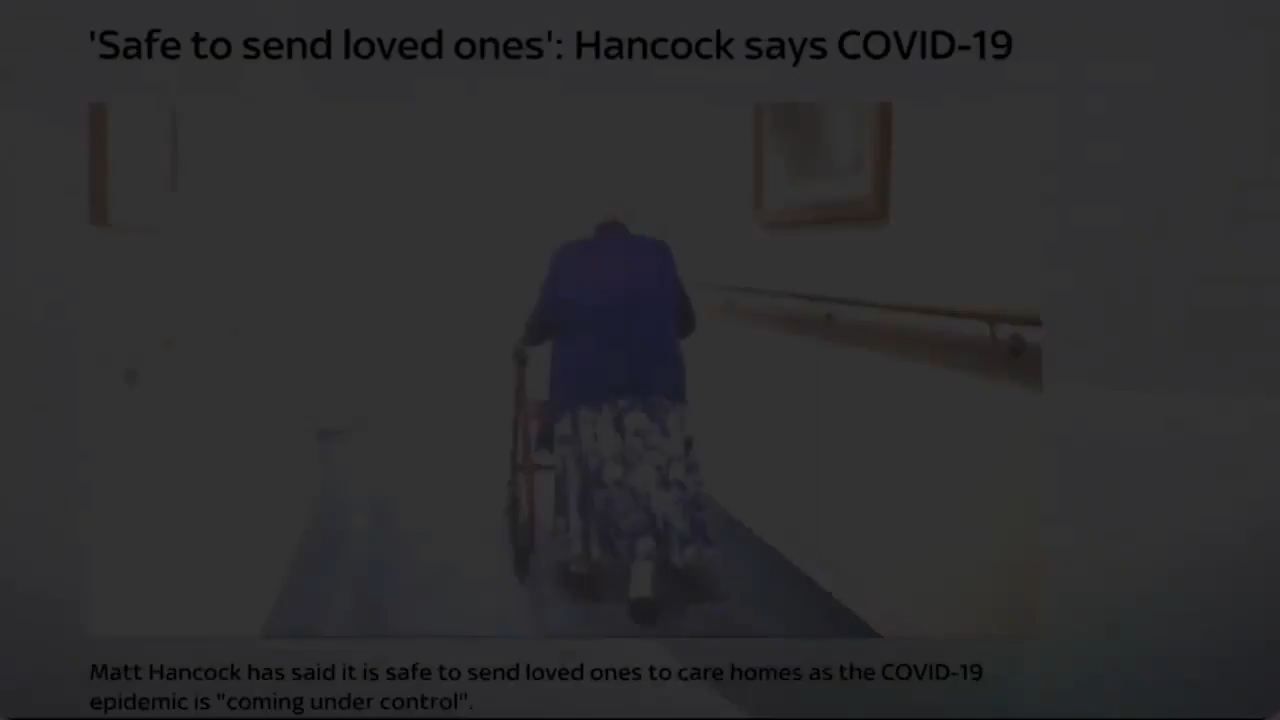 'Safe to send loved ones': Hancock says COVID-19
Matt Hancock has said it is safe to send loved ones to care homes as the COVID-19
epidemic is "coming under control".